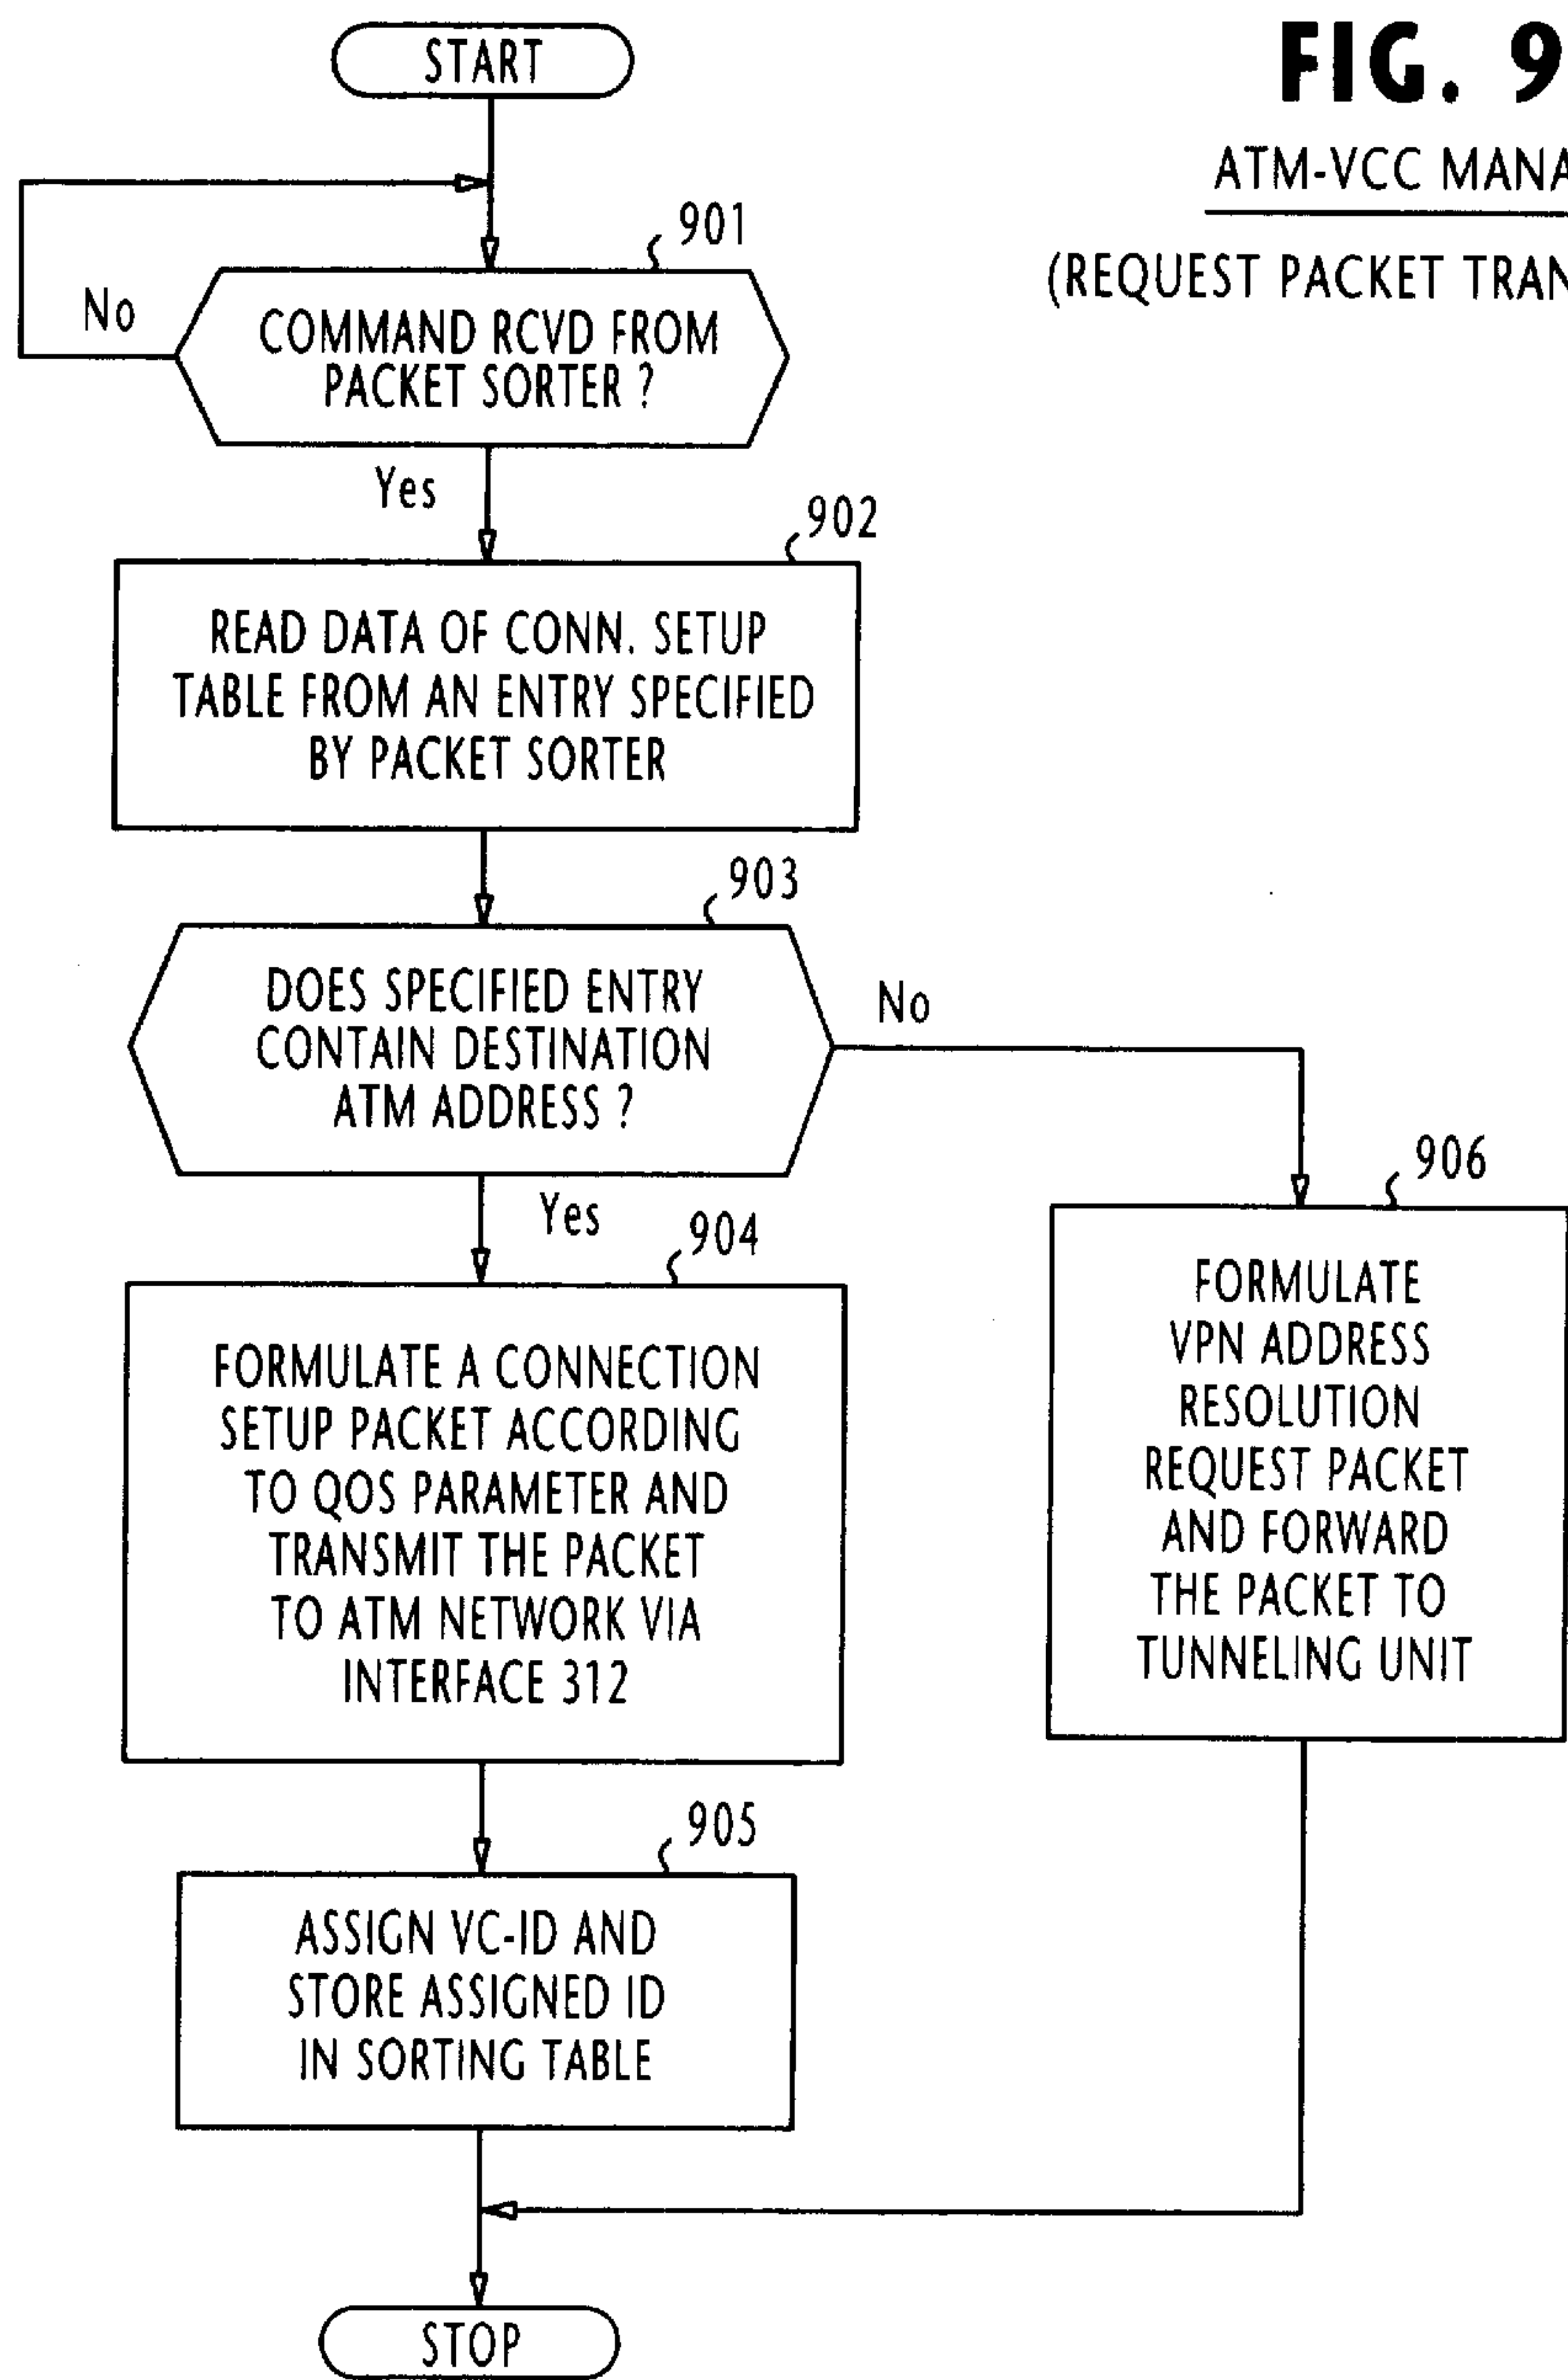 START
FIG. 9
ATM-VCC
(REQUEST PACKET
901
No
COMMAND RCVD FROM
PACKET SORTER ?
Yes
902
READ DATA OF CONN. SETUP
TABLE FROM AN ENTRY SPECIFIED
BY PACKET SORTER
903
DOES SPECIFIED ENTRY
CONTAIN DESTINATION
ATM ADDRESS ?
No
Yes
904
FORMULATE A CONNECTION
SETUP PACKET ACCORDING
TO QOS PARAMETER AND
TRANSMIT THE PACKET
TO ATM NETWORK VIA
INTERFACE 312
906
FORMULATE
VPN ADDRESS
RESOLUTION
REQUEST PACKET
AND FORWARD
THE PACKET TO
TUNNELING UNIT
905
ASSIGN VC-ID AND
STORE ASSIGNED ID
IN SORTING TABLE
STOP